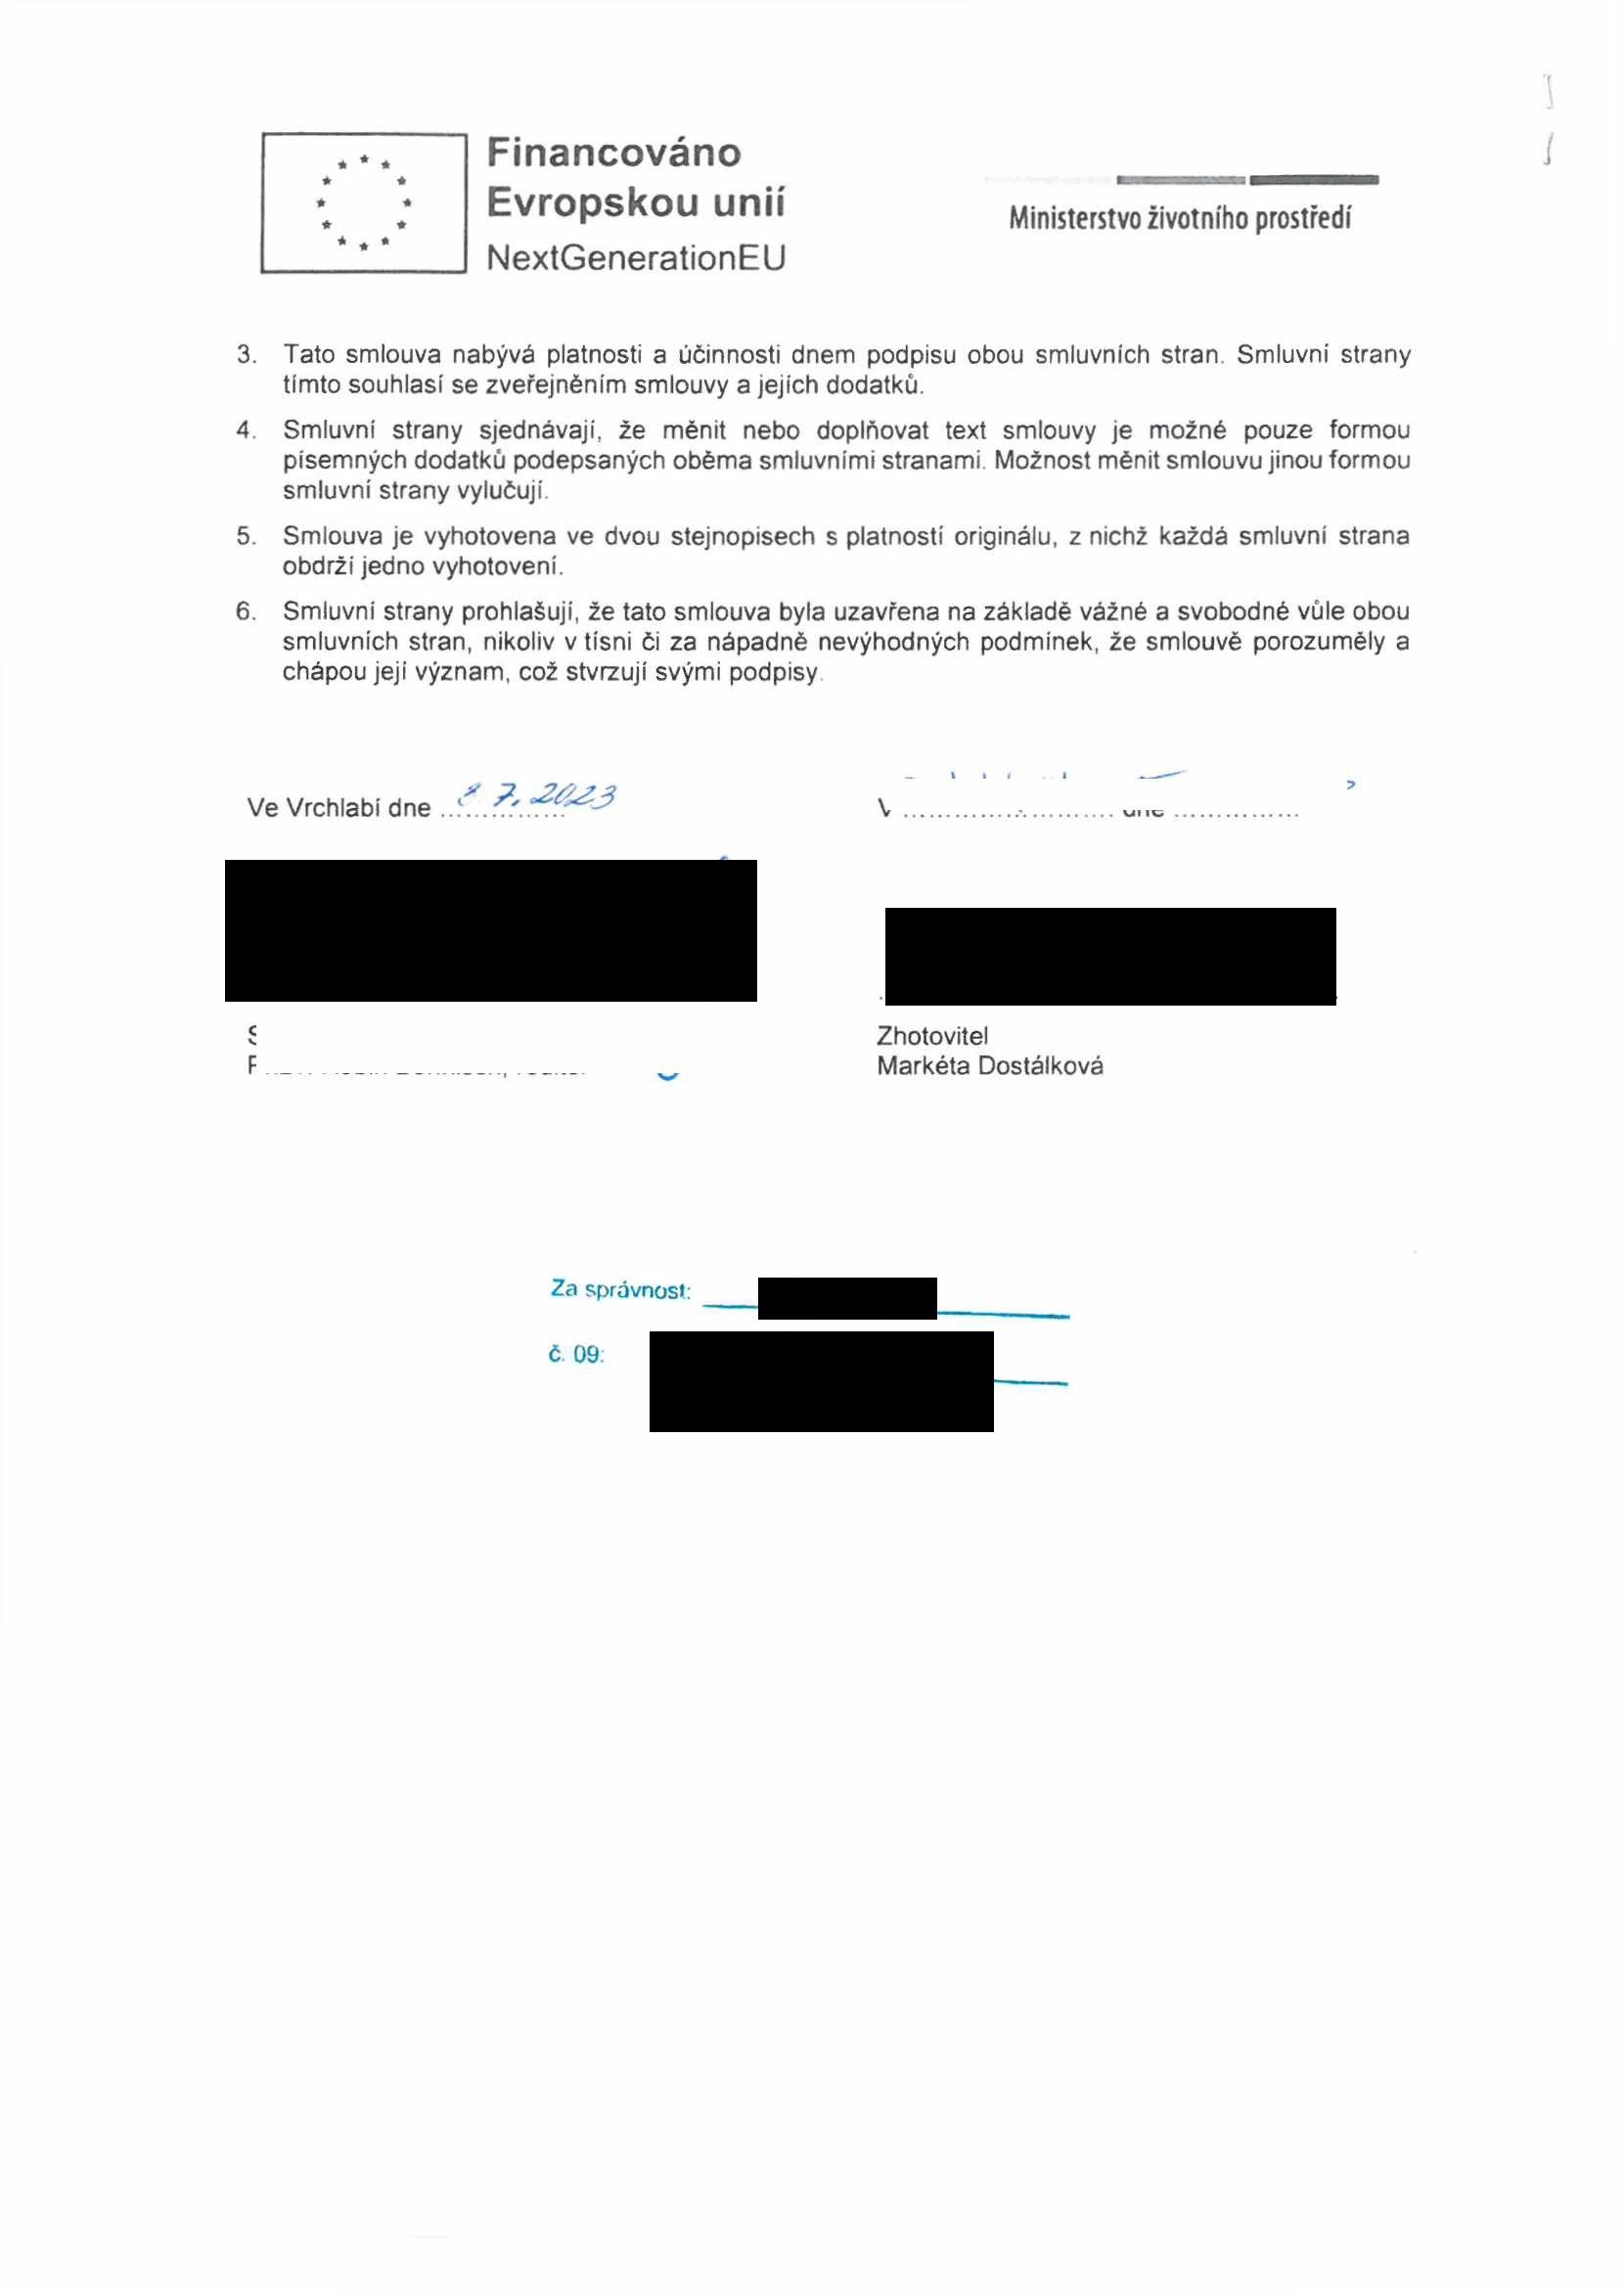 Financováno
Evropskou unií
NextGenerationEU
Ministerstvo životního prostředí
3. Tato smlouva nabývá platnosti a účinnosti dnem podpisu obou smluvních stran. Smluvní strany
tímto souhlasí se zveřejněním smlouvy a jejích dodatků.
4. Smluvní strany sjednávají, že měnit nebo doplňovat text smlouvy je možné pouze formou
písemných dodatků podepsaných oběma smluvními stranami. Možnost měnit smlouvu jinou formou
smluvní strany vylučují.
5. Smlouva je vyhotovena ve dvou stejnopisech s platností originálu, z nichž každá smluvní strana
obdrží jedno vyhotovení.
6. Smluvní strany prohlašují, že tato smlouva byla uzavřena na základě vážné a svobodné vůle obou
smluvních stran, nikoliv v tísni či za nápadně nevýhodných podmínek, že smlouvě porozuměly a
chápou její význam, což stvrzují svými podpisy.
Ve Vrchlabí dne 7. 2023
V ........................ dne ...............
Zhotovitel
Markéta Dostálková
Za správnost:
č. 09: